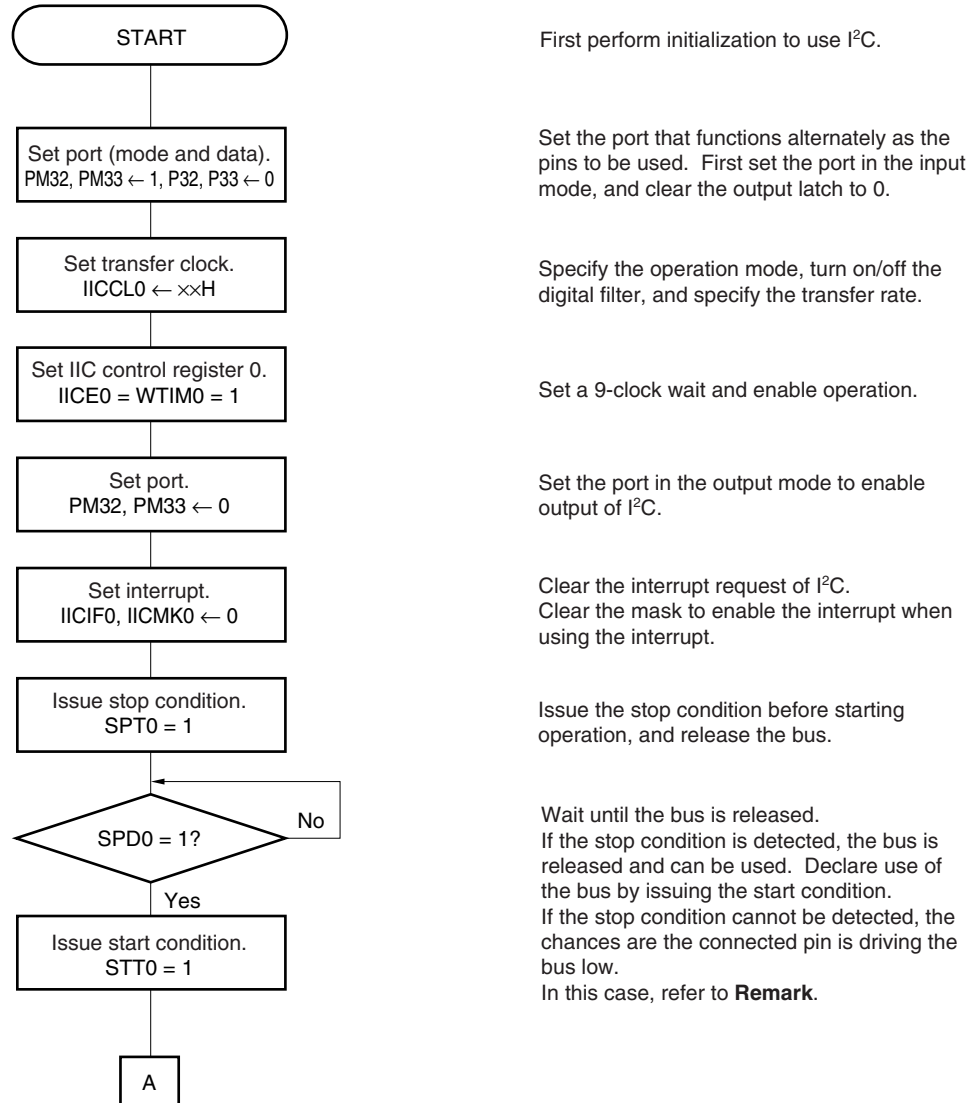 START
First perform initialization to use I²C.
Set port (mode and data).
PM32, PM33 ← 1, P32, P33 ← 0
Set the port that functions alternately as the
pins to be used. First set the port in the input
mode, and clear the output latch to 0.
Set transfer clock.
IICCL0 ← ××H
Specify the operation mode, turn on/off the
digital filter, and specify the transfer rate.
Set IIC control register 0.
IICE0 = WTIM0 = 1
Set a 9-clock wait and enable operation.
Set port.
PM32, PM33 ← 0
Set the port in the output mode to enable
output of I²C.
Set interrupt.
IICIF0, IICMK0 ← 0
Clear the interrupt request of I²C.
Clear the mask to enable the interrupt when
using the interrupt.
Issue stop condition.
SPT0 = 1
Issue the stop condition before starting
operation, and release the bus.
SPD0 = 1?
No
Yes
Wait until the bus is released.
If the stop condition is detected, the bus is
released and can be used. Declare use of
the bus by issuing the start condition.
If the stop condition cannot be detected, the
chances are the connected pin is driving the
bus low.
In this case, refer to Remark.
Issue start condition.
STT0 = 1
A